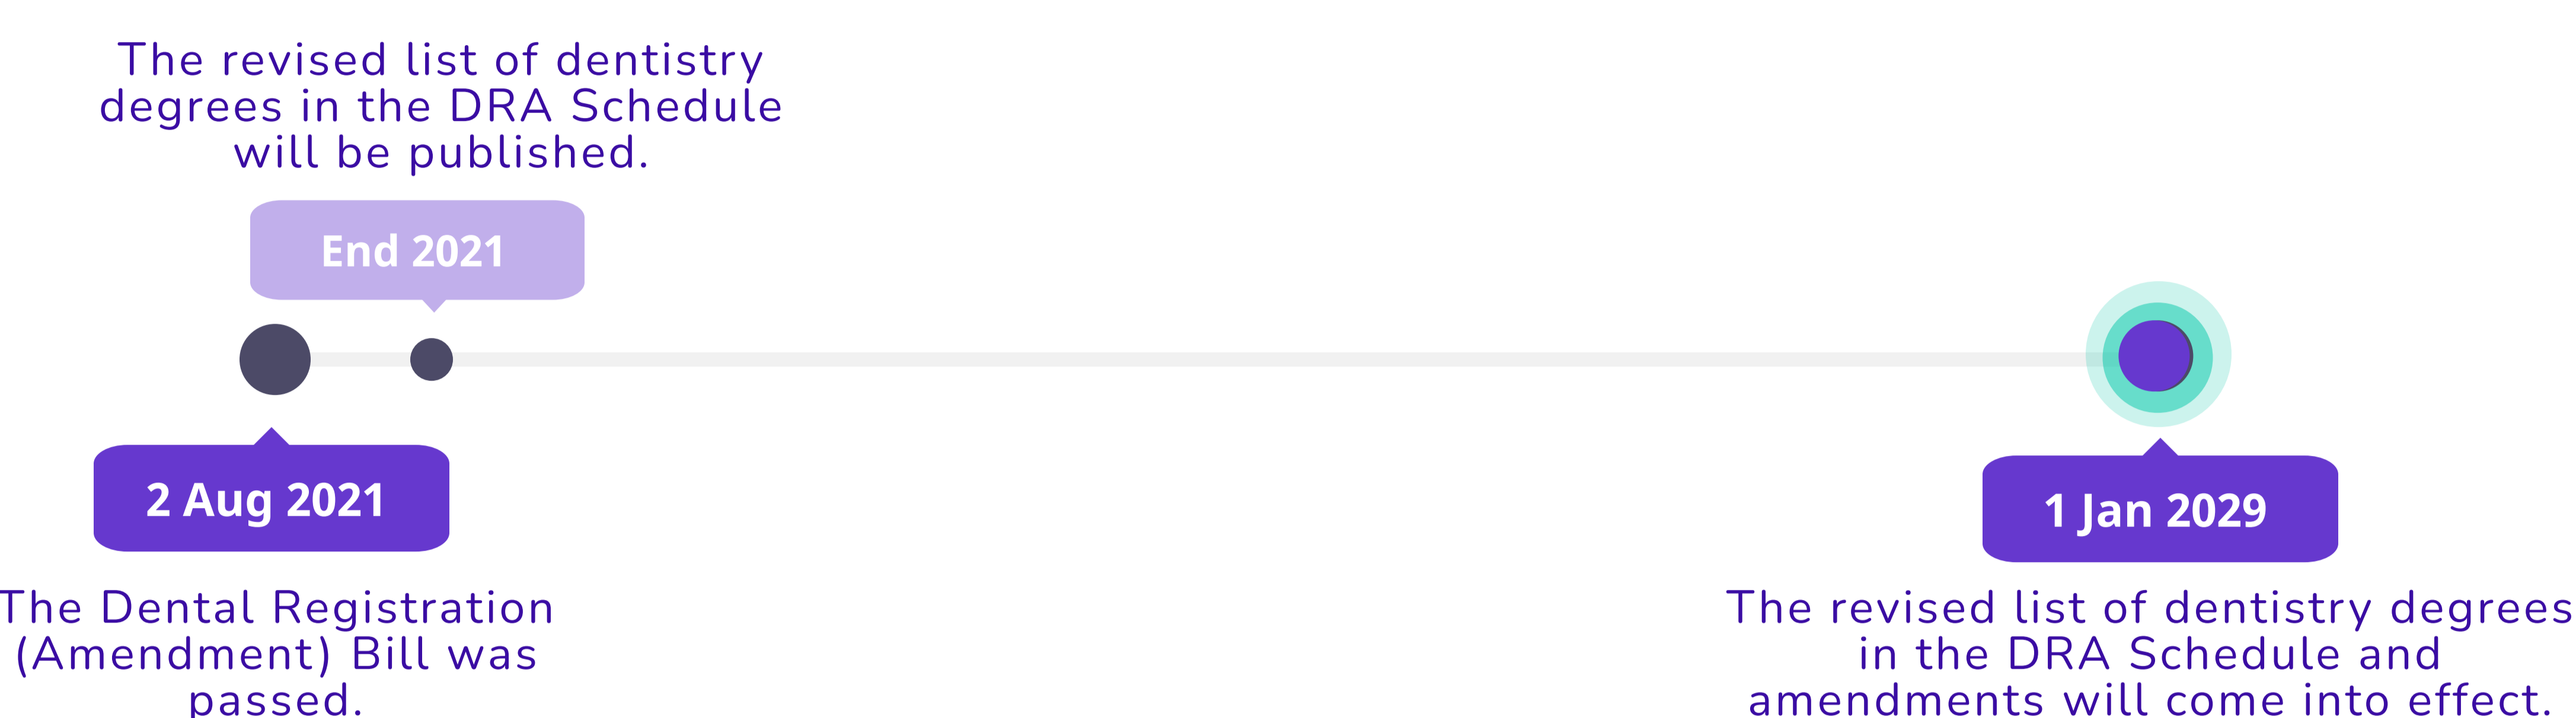 The revised list of dentistry
degrees in the DRA Schedule
will be published.
End 2021
2 Aug 2021
The Dental Registration
(Amendment) Bill was
passed.
1 Jan 2029
The revised list of dentistry degrees
in the DRA Schedule and
amendments will come into effect.